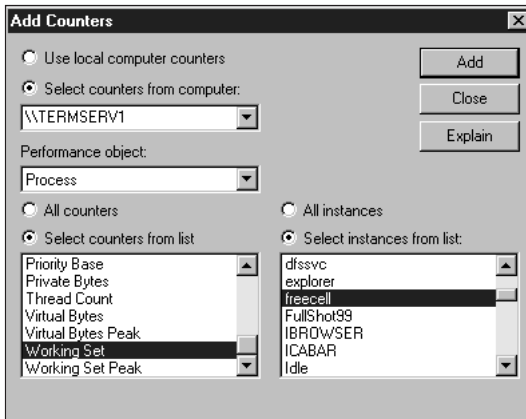 Add Counters
Use local computer counters
Select counters from computer:
\\TERMSERV1
Performance object:
Process
All counters
Select counters from list
Priority Base
Private Bytes
Thread Count
Virtual Bytes
Virtual Bytes Peak
Working Set
Working Set Peak
All instances
Select instances from list:
dfssvc
explorer
freecell
FullShot99
IBROWSER
ICABAR
Idle
Add
Close
Explain